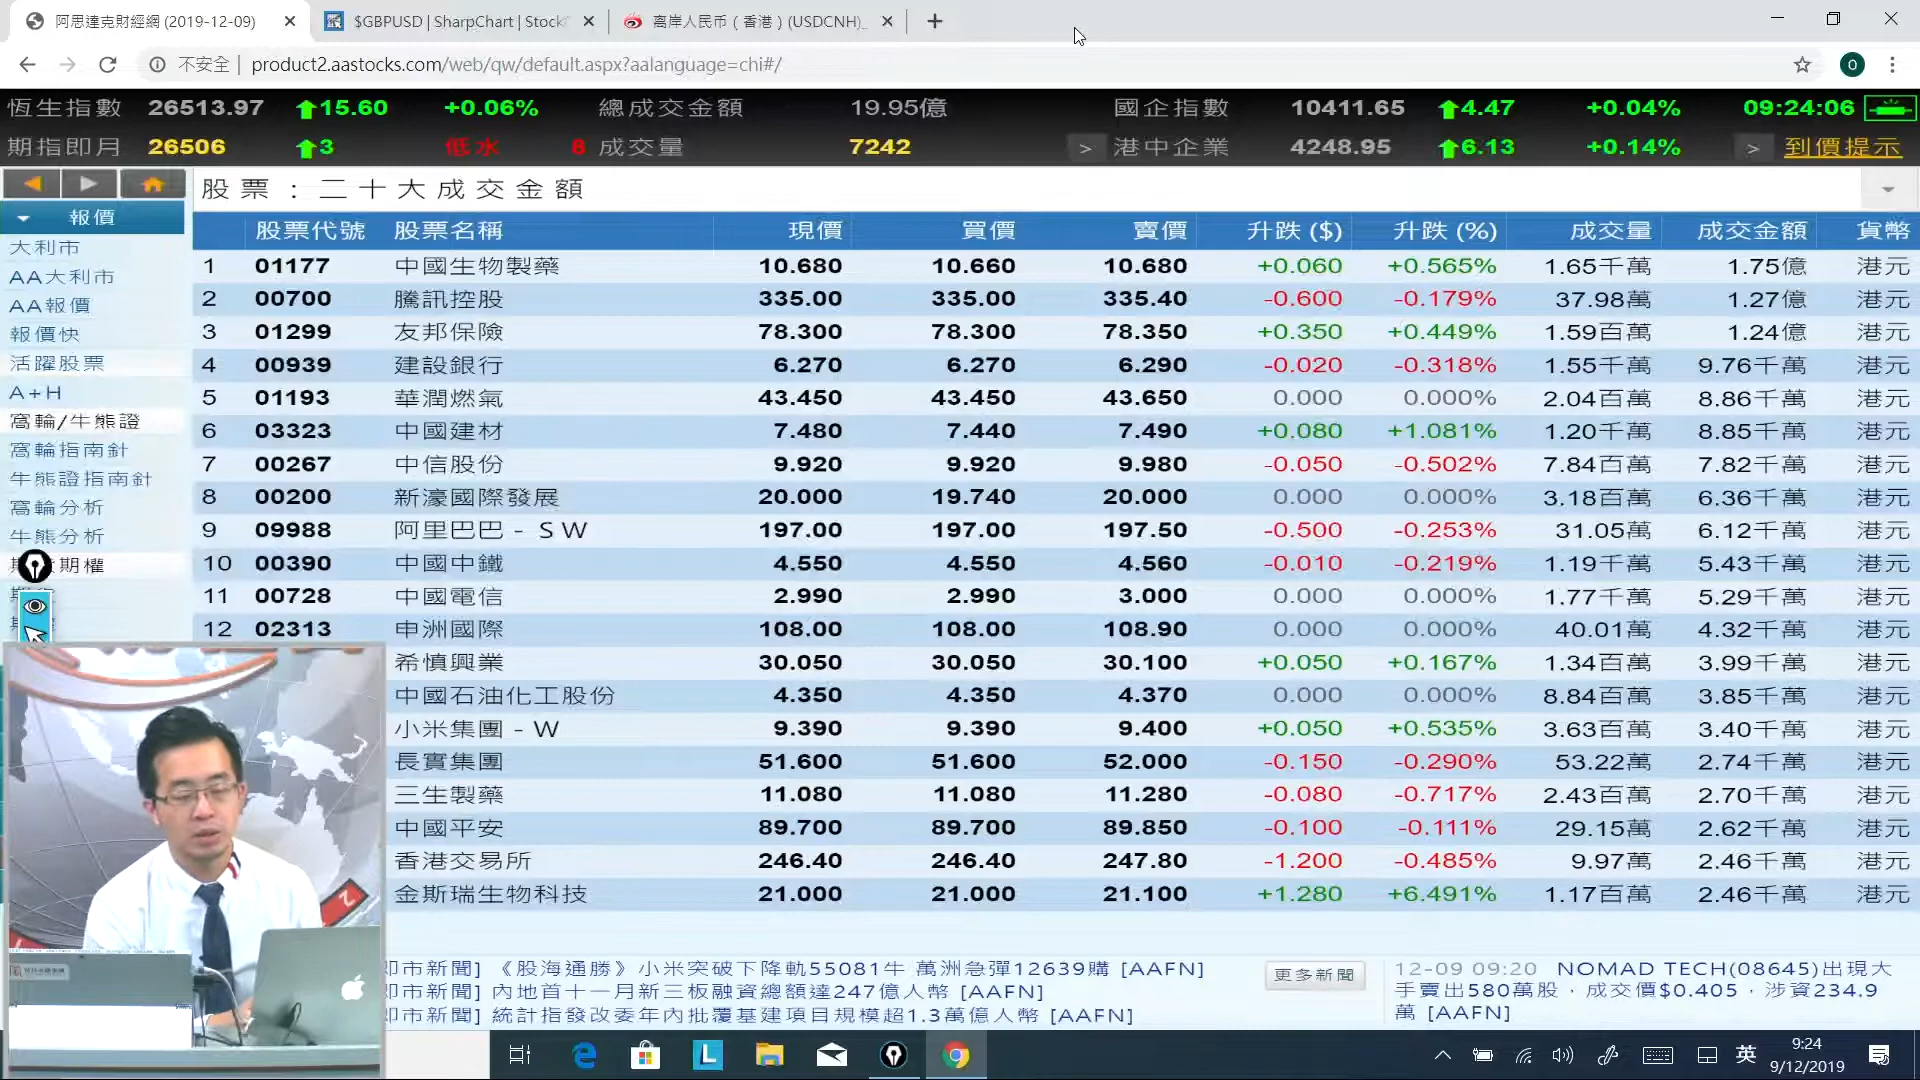 阿思達克財經網 (2019-12-09)
$GBPUSD | SharpChart | Stock
离岸人民币（香港）(USDCNH)_
不安全 | product2.aastocks.com/web/qw/default.aspx?aalanguage=chi#/
O
恆生指數 26513.97 15.60 +0.06% 總成交金額 19.95億 國企指數 10411.65 4.47 +0.04% 09:24:06
期指即月 26506 3 低水 8 成交量 7242 > 港中企業 4248.95 6.13 +0.14% > 到價提示
股票：二十大成交金額
報價
大利市
AA大利市
AA報價
報價快
活躍股票
A+H
窩輪/牛熊證
窩輪指南針
牛熊證指南針
窩輪分析
牛熊分析
期權
股票代號 股票名稱 現價 買價 賣價 升跌 ($) 升跌 (%) 成交量 成交金額 貨幣
1 01177 中國生物製藥 10.680 10.660 10.680 +0.060 +0.565% 1.65千萬 1.75億 港元
2 00700 騰訊控股 335.00 335.00 335.40 -0.600 -0.179% 37.98萬 1.27億 港元
3 01299 友邦保險 78.300 78.300 78.350 +0.350 +0.449% 1.59百萬 1.24億 港元
4 00939 建設銀行 6.270 6.270 6.290 -0.020 -0.318% 1.55千萬 9.76千萬 港元
5 01193 華潤燃氣 43.450 43.450 43.650 0.000 0.000% 2.04百萬 8.86千萬 港元
6 03323 中國建材 7.480 7.440 7.490 +0.080 +1.081% 1.20千萬 8.85千萬 港元
7 00267 中信股份 9.920 9.920 9.980 -0.050 -0.502% 7.84百萬 7.82千萬 港元
8 00200 新濠國際發展 20.000 19.740 20.000 0.000 0.000% 3.18百萬 6.36千萬 港元
9 09988 阿里巴巴－ＳＷ 197.00 197.00 197.50 -0.500 -0.253% 31.05萬 6.12千萬 港元
10 00390 中國中鐵 4.550 4.550 4.560 -0.010 -0.219% 1.19千萬 5.43千萬 港元
11 00728 中國電信 2.990 2.990 3.000 0.000 0.000% 1.77千萬 5.29千萬 港元
12 02313 申洲國際 108.00 108.00 108.90 0.000 0.000% 40.01萬 4.32千萬 港元
希慎興業 30.050 30.050 30.100 +0.050 +0.167% 1.34百萬 3.99千萬 港元
中國石油化工股份 4.350 4.350 4.370 0.000 0.000% 8.84百萬 3.85千萬 港元
小米集團－Ｗ 9.390 9.390 9.400 +0.050 +0.535% 3.63百萬 3.40千萬 港元
長實集團 51.600 51.600 52.000 -0.150 -0.290% 53.22萬 2.74千萬 港元
三生製藥 11.080 11.080 11.280 -0.080 -0.717% 2.43百萬 2.70千萬 港元
中國平安 89.700 89.700 89.850 -0.100 -0.111% 29.15萬 2.62千萬 港元
香港交易所 246.40 246.40 247.80 -1.200 -0.485% 9.97萬 2.46千萬 港元
金斯瑞生物科技 21.000 21.000 21.100 +1.280 +6.491% 1.17百萬 2.46千萬 港元
即市新聞] 《股海通勝》小米突破下降軌55081牛 萬洲急彈12639購 [AAFN]
即市新聞] 內地首十一月新三板融資總額達247億人幣 [AAFN]
即市新聞] 統計指發改委年內批覆基建項目規模超1.3萬億人幣 [AAFN]
更多新聞
12-09 09:20 NOMAD TECH(08645)出現大
手賣出580萬股，成交價$0.405，涉資234.9
萬 [AAFN]
英
9:24
9/12/2019